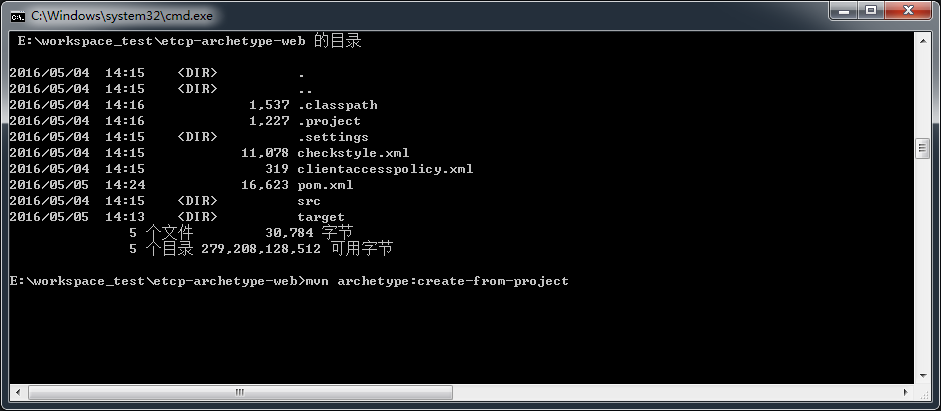 C:\Windows\system32\cmd.exe
E:\workspace_test\etcp-archetype-web 的目录
2016/05/04  14:15    <DIR>          .
2016/05/04  14:15    <DIR>          ..
2016/05/04  14:16             1,537 .classpath
2016/05/04  14:16             1,227 .project
2016/05/04  14:15    <DIR>          .settings
2016/05/04  14:15            11,078 checkstyle.xml
2016/05/04  14:15               319 clientaccesspolicy.xml
2016/05/05  14:24            16,623 pom.xml
2016/05/04  14:15    <DIR>          src
2016/05/05  14:13    <DIR>          target
5 个文件         30,784 字节
5 个目录 279,208,128,512 可用字节
E:\workspace_test\etcp-archetype-web>mvn archetype:create-from-project